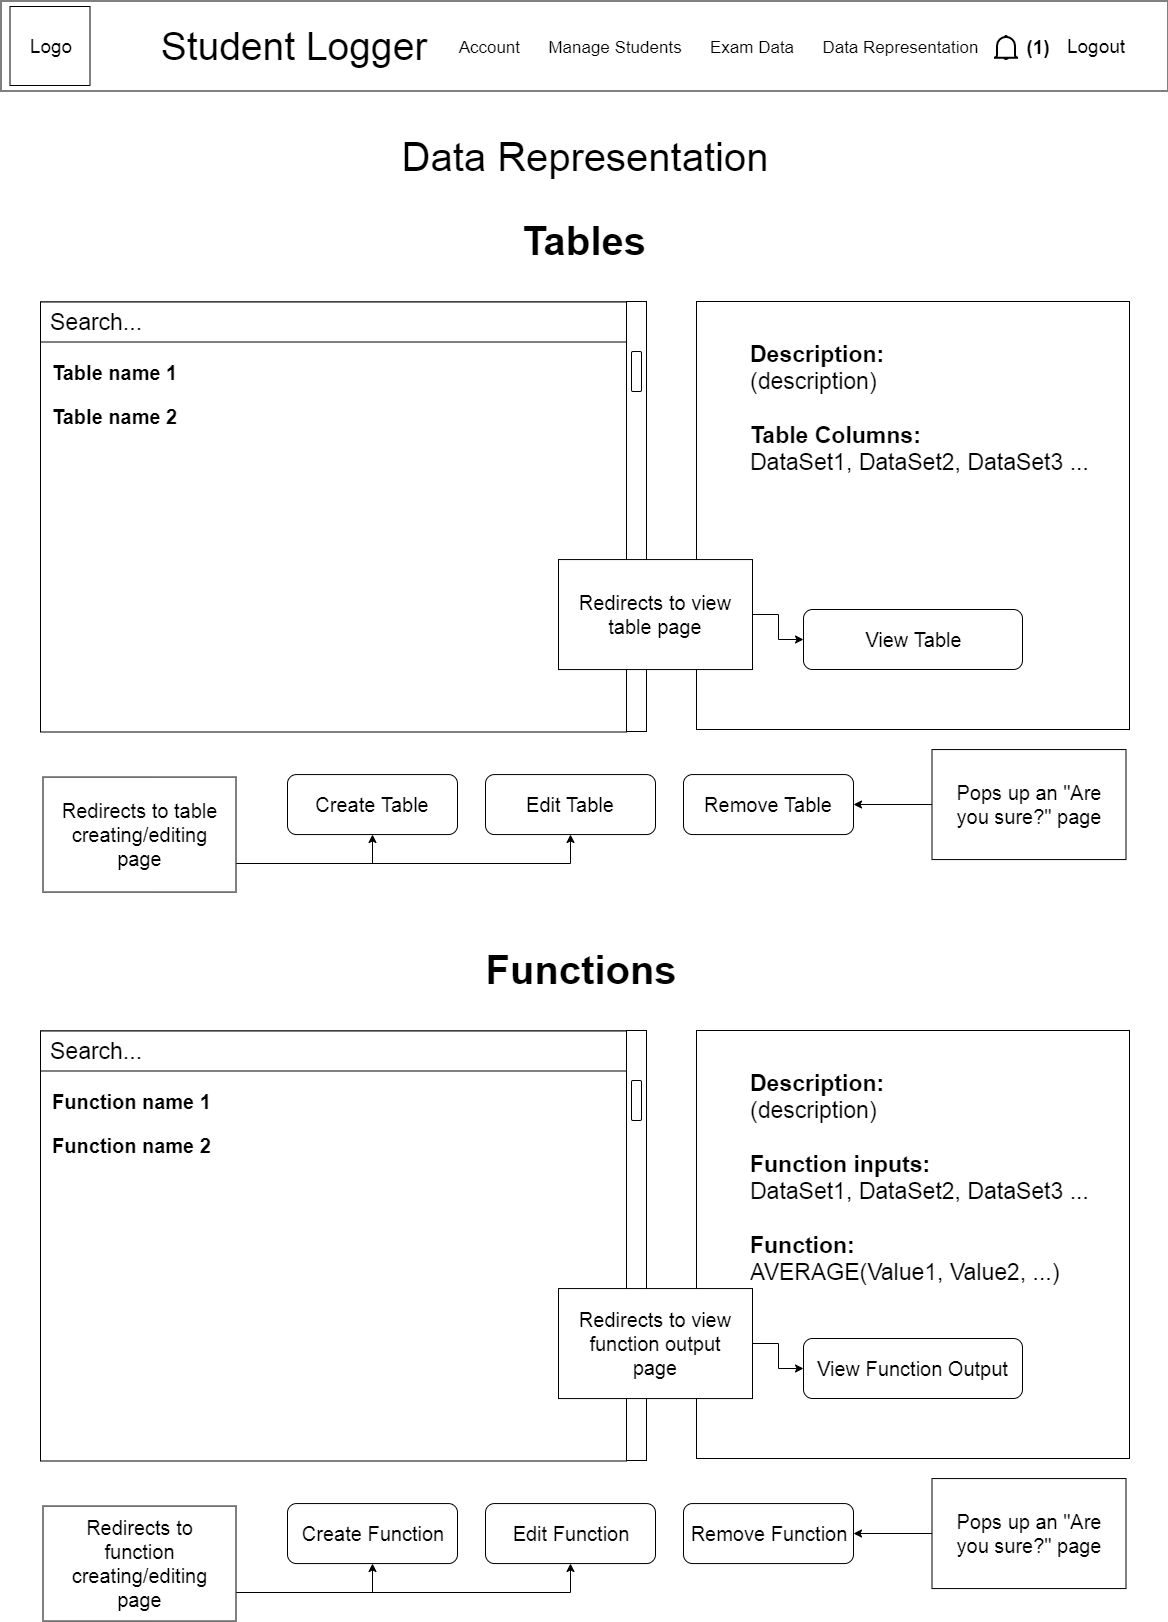 Logo
Student Logger
Account
Manage Students
Exam Data
Data Representation
(1)
Logout
Data Representation
Tables
Search...
Table name 1
Table name 2
Description:
(description)
Table Columns:
DataSet1, DataSet2, DataSet3 ...
Redirects to view
table page
View Table
Redirects to table
creating/editing
page
Create Table
Edit Table
Remove Table
Pops up an "Are
you sure?" page
Functions
Search...
Function name 1
Function name 2
Description:
(description)
Function inputs:
DataSet1, DataSet2, DataSet3 ...
Function:
AVERAGE(Value1, Value2, ...)
Redirects to view
function output
page
View Function Output
Redirects to
function
creating/editing
page
Create Function
Edit Function
Remove Function
Pops up an "Are
you sure?" page